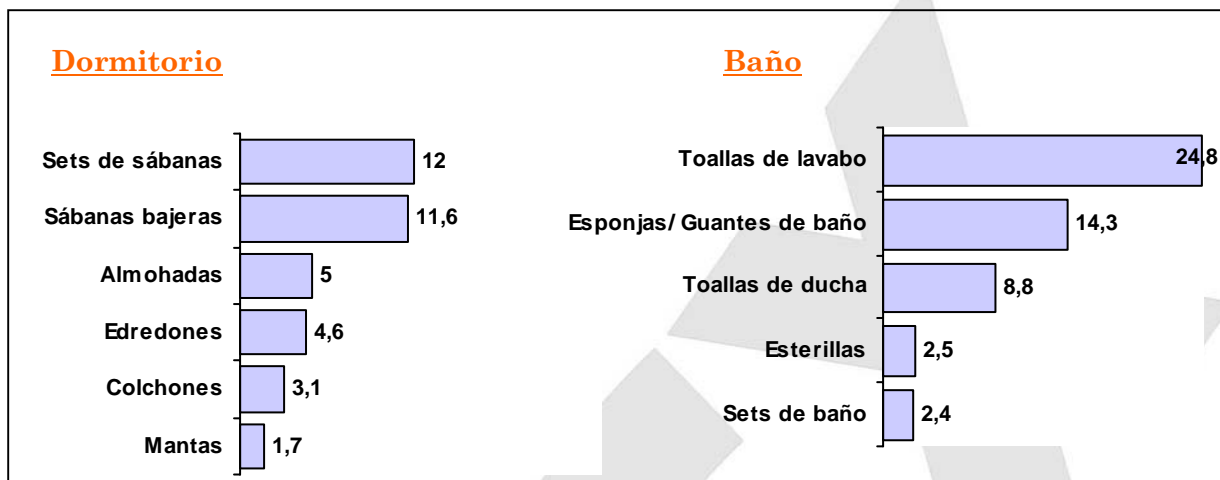 Dormitorio
Sets de sábanas 12
Sábanas bajeras 11,6
Almohadas 5
Edredones 4,6
Colchones 3,1
Mantas 1,7
Baño
Toallas de lavabo 24,8
Esponjas/ Guantes de baño 14,3
Toallas de ducha 8,8
Esterillas 2,5
Sets de baño 2,4